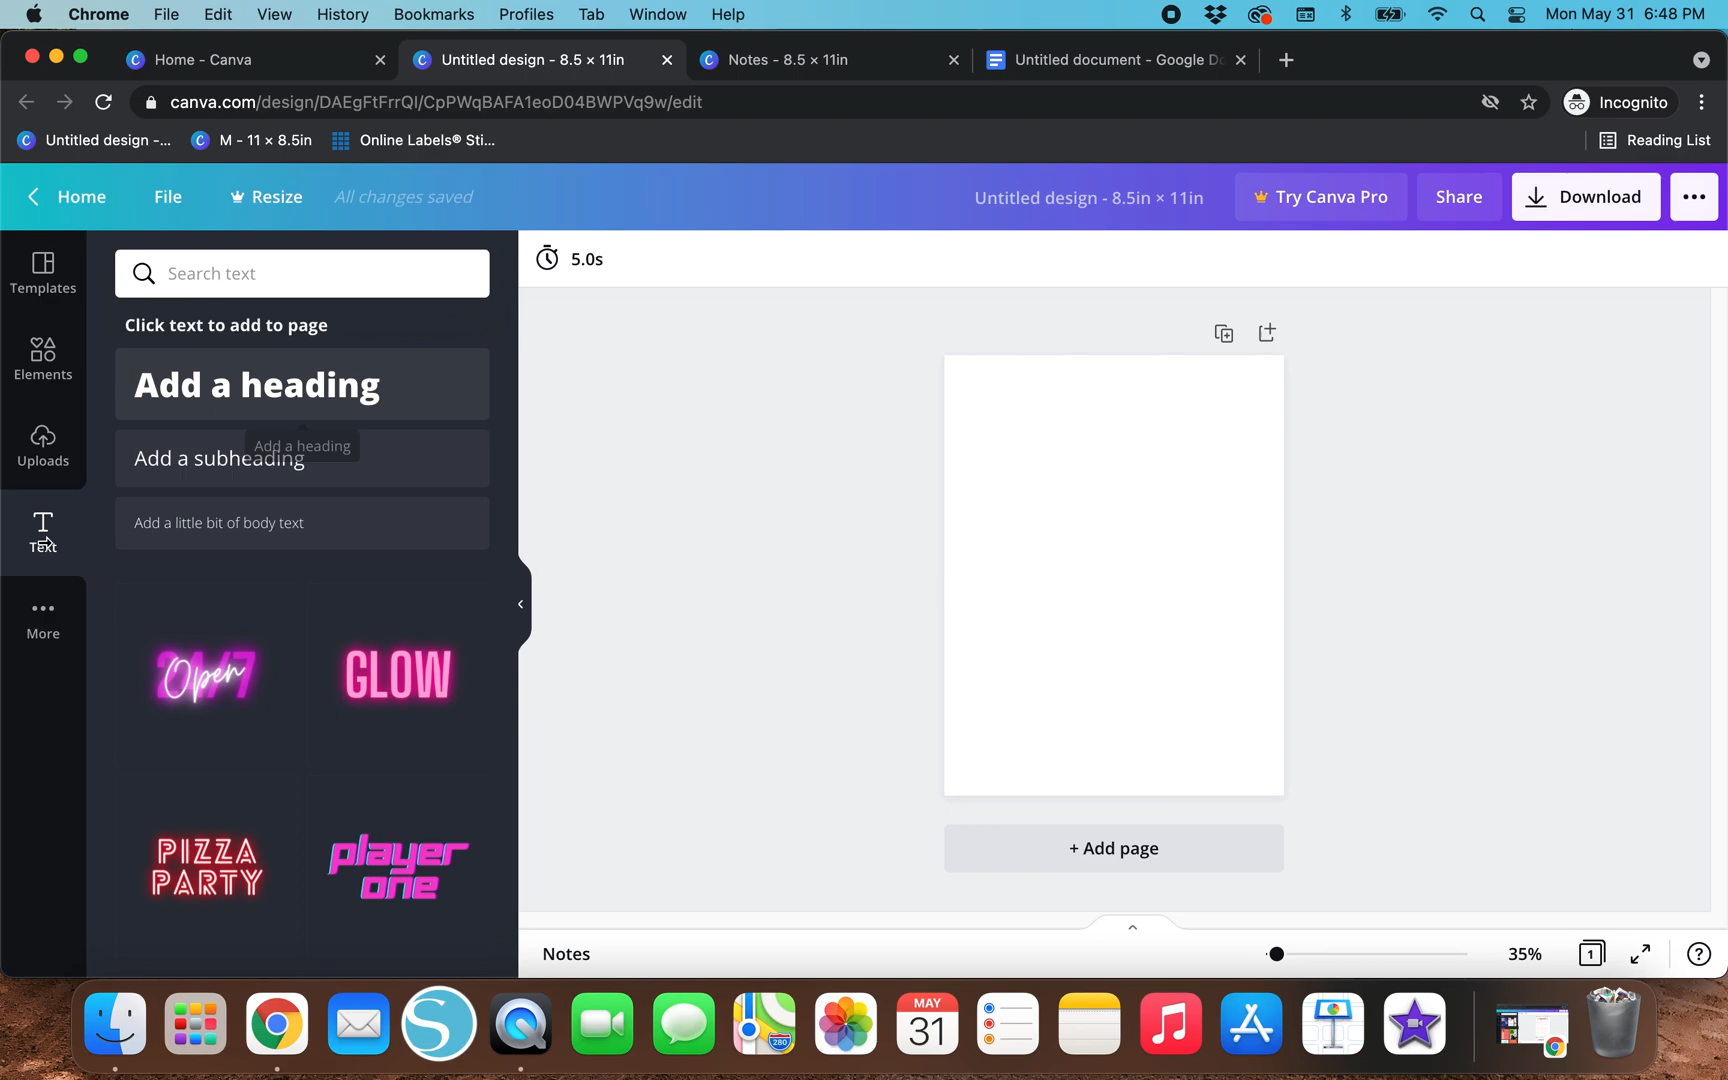 Chrome File Edit View History Bookmarks Profiles Tab Window Help Mon May 31 6:48 PM
Home - Canva Untitled design - 8.5 × 11in Notes - 8.5 × 11in Untitled document - Google Do
canva.com/design/DAEgFtFrrQI/CpPWqBAFA1eoD04BWPVq9w/edit Incognito
Untitled design -... M - 11 × 8.5in Online Labels® Sti... Reading List
Home File Resize All changes saved Untitled design - 8.5in × 11in Try Canva Pro Share Download
Templates
Elements
Uploads
Text
More
Search text
Click text to add to page
Add a heading
Add a heading
Add a subheading
Add a little bit of body text
Open 24/7
GLOW
PIZZA
PARTY
player
one
5.0s
+ Add page
Notes 35% 1
MAY
31
280